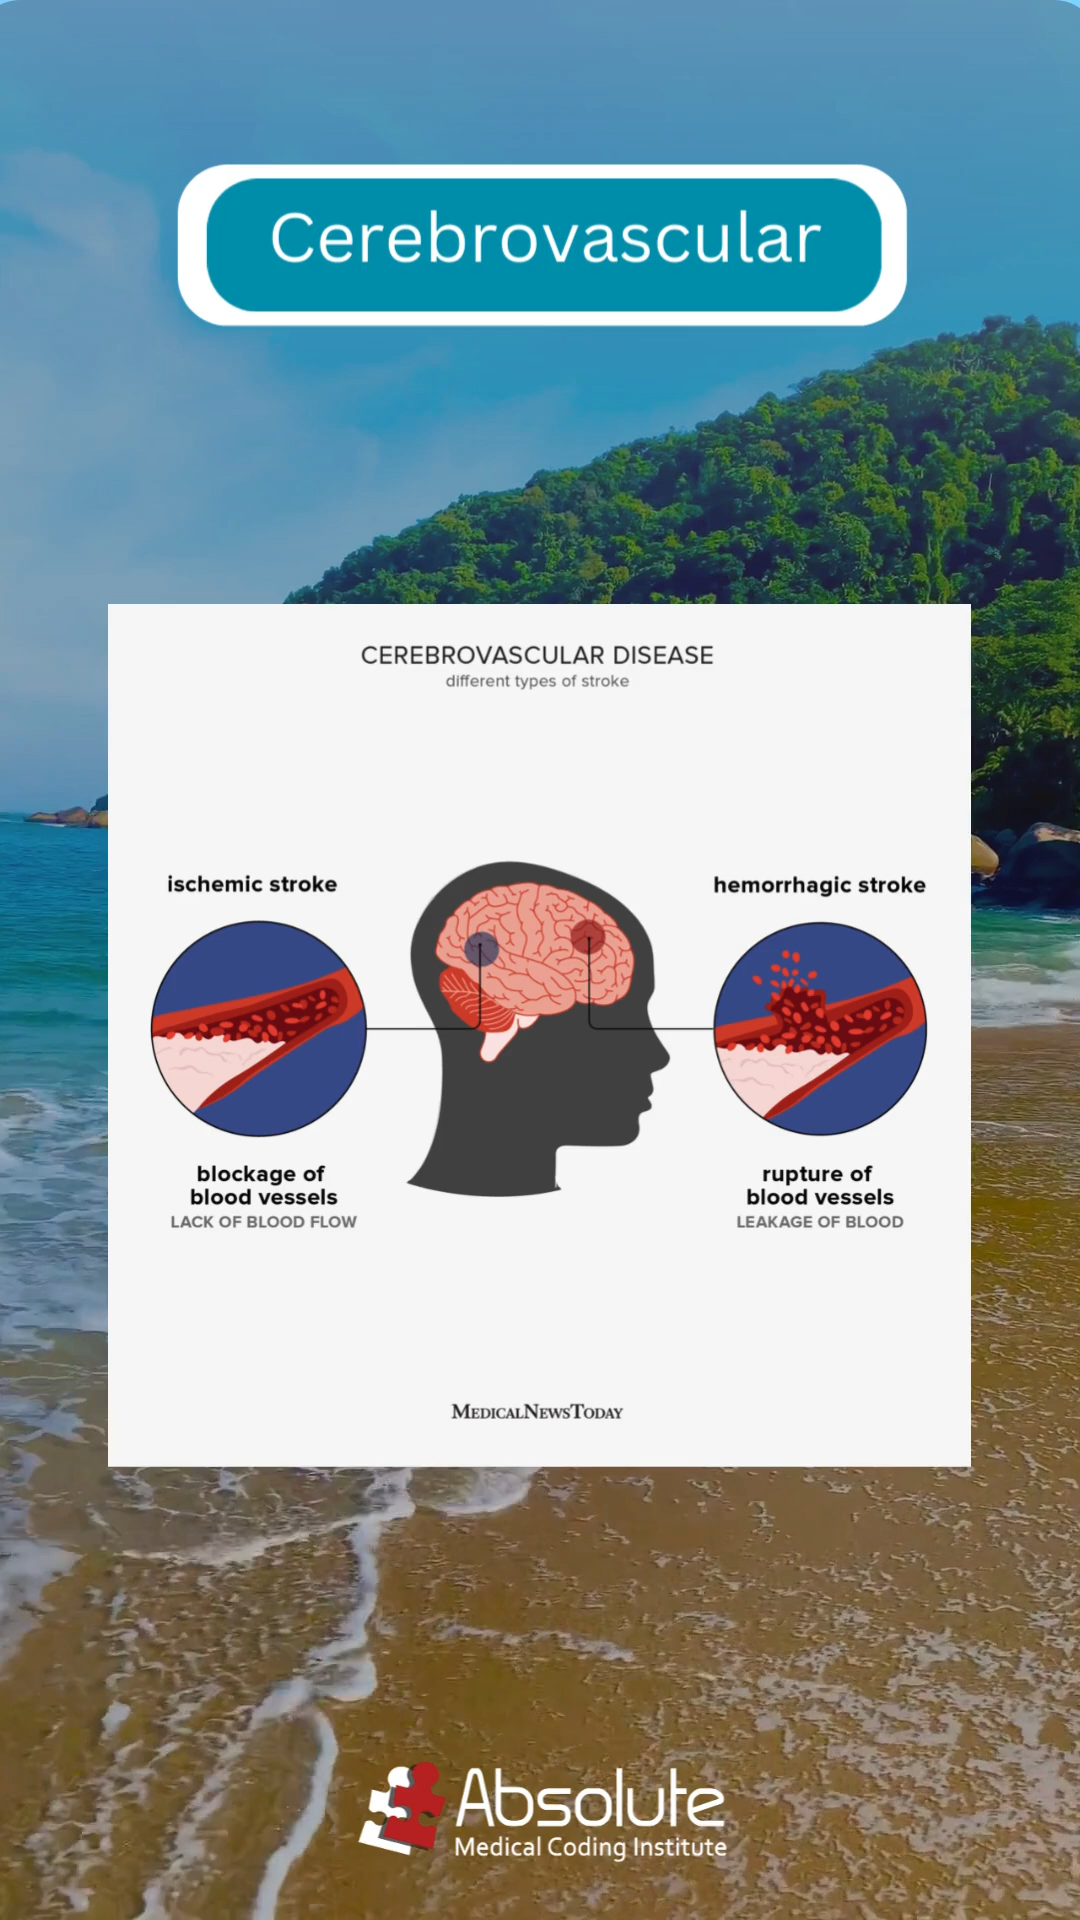 Cerebrovascular
CEREBROVASCULAR DISEASE
different types of stroke
ischemic stroke
hemorrhagic stroke
blockage of
blood vessels
LACK OF BLOOD FLOW
rupture of
blood vessels
LEAKAGE OF BLOOD
MEDICALNEWSTODAY
Absolute
Medical Coding Institute